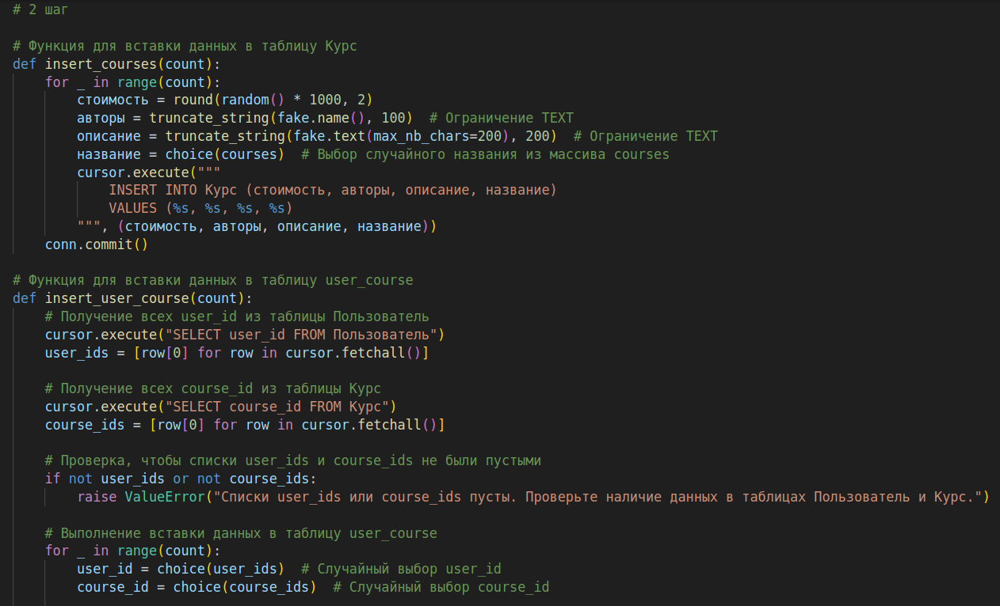 # 2 шаг
# Функция для вставки данных в таблицу Курс
def insert_courses(count):
    for _ in range(count):
        стоимость = round(random() * 1000, 2)
        авторы = truncate_string(fake.name(), 100)  # Ограничение TEXT
        описание = truncate_string(fake.text(max_nb_chars=200), 200)  # Ограничение TEXT
        название = choice(courses)  # Выбор случайного названия из массива courses
        cursor.execute("""
            INSERT INTO Курс (стоимость, авторы, описание, название)
            VALUES (%s, %s, %s, %s)
        """, (стоимость, авторы, описание, название))
    conn.commit()
# Функция для вставки данных в таблицу user_course
def insert_user_course(count):
    # Получение всех user_id из таблицы Пользователь
    cursor.execute("SELECT user_id FROM Пользователь")
    user_ids = [row[0] for row in cursor.fetchall()]
    # Получение всех course_id из таблицы Курс
    cursor.execute("SELECT course_id FROM Курс")
    course_ids = [row[0] for row in cursor.fetchall()]
    # Проверка, чтобы списки user_ids и course_ids не были пустыми
    if not user_ids or not course_ids:
        raise ValueError("Списки user_ids или course_ids пусты. Проверьте наличие данных в таблицах Пользователь и Курс.")
    # Выполнение вставки данных в таблицу user_course
    for _ in range(count):
        user_id = choice(user_ids)  # Случайный выбор user_id
        course_id = choice(course_ids)  # Случайный выбор course_id